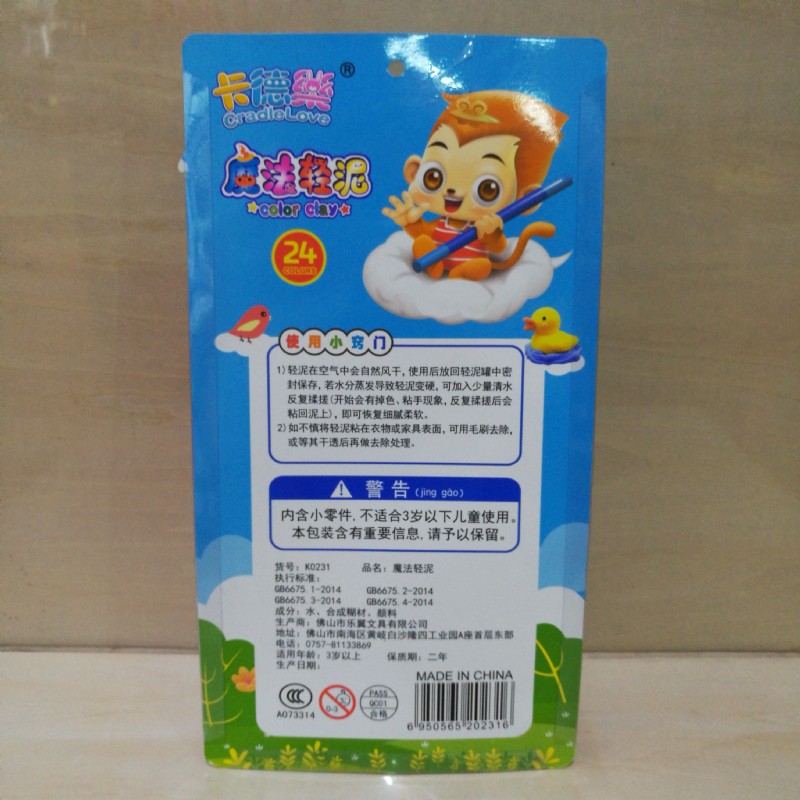 卡德樂®
CradleLove
魔法轻泥
color clay
24
COLORS
使用小窍门
1）轻泥在空气中会自然风干，使用后放回轻泥罐中密
封保存，若水分蒸发导致轻泥变硬，可加入少量清水
反复揉搓（开始会有掉色、粘手现象，反复揉搓后会
粘回泥上），即可恢复细腻柔软。
2）如不慎将轻泥粘在衣物或家具表面，可用毛刷去除，
或等其干透后再做去除处理。
警告（jǐng gào）
内含小零件，不适合3岁以下儿童使用。
本包装含有重要信息，请予以保留。
货号：K0231 品名：魔法轻泥
执行标准：
GB6675.1-2014 GB6675.2-2014
GB6675.3-2014 GB6675.4-2014
成分：水、合成糊材、颜料
生产商：佛山市乐翼文具有限公司
地址：佛山市南海区黄岐白沙隆四工业园A座首层东部
电话：0757-81133869
适用年龄：3岁以上 保质期：二年
生产日期：
MADE IN CHINA
CCC
A073314
0-3
PASS
QC01
合格
6 950565 202316